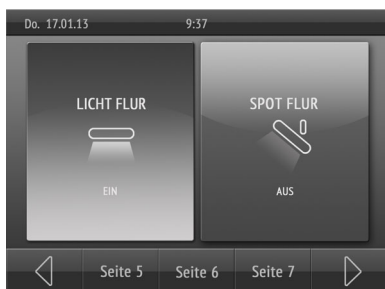 Do. 17.01.13 9:37
LICHT FLUR
SPOT FLUR
EIN
AUS
Seite 5 Seite 6 Seite 7